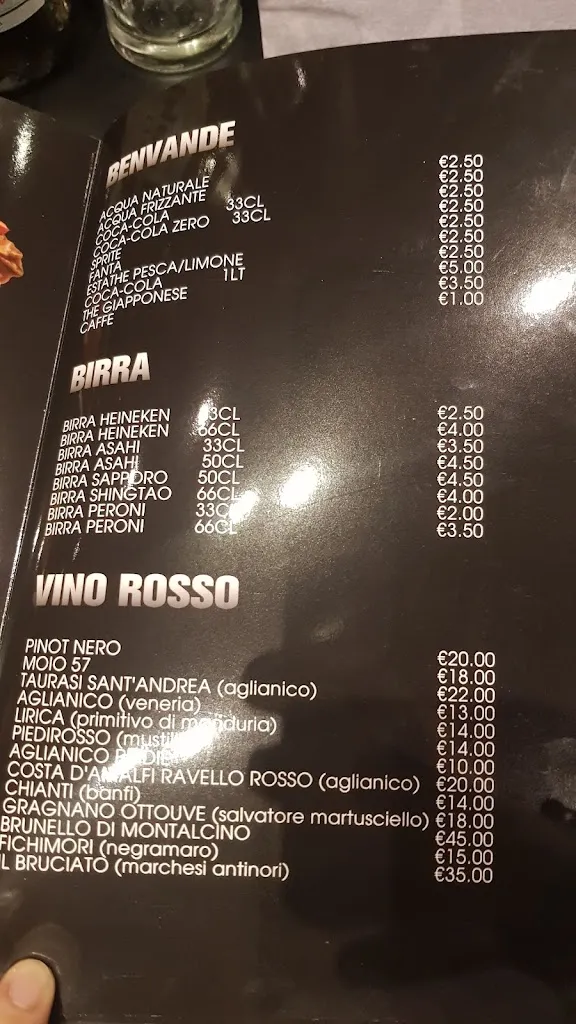 BENVANDE
ACQUA NATURALE €2.50
ACQUA FRIZZANTE €2.50
COCA-COLA 33CL €2.50
COCA-COLA ZERO 33CL €2.50
SPRITE €2.50
FANTA €2.50
ESTATHE PESCA/LIMONE €2.50
COCA-COLA 1LT €5.00
THE GIAPPONESE €3.50
CAFFE €1.00
BIRRA
BIRRA HEINEKEN 33CL €2.50
BIRRA HEINEKEN 66CL €4.00
BIRRA ASAHI 33CL €3.50
BIRRA ASAHI 50CL €4.50
BIRRA SAPPORO 50CL €4.50
BIRRA SHINGTAO 66CL €4.00
BIRRA PERONI 33CL €2.00
BIRRA PERONI 66CL €3.50
VINO ROSSO
PINOT NERO €20.00
MOIO 57 €18.00
TAURASI SANT'ANDREA (aglianico) €22.00
AGLIANICO (veneria) €13.00
LIRICA (primitivo di manduria) €14.00
PIEDIROSSO €14.00
AGLIANICO €10.00
COSTA D'AMALFI RAVELLO ROSSO (aglianico) €20.00
CHIANTI (banfi) €14.00
GRAGNANO OTTOUVE (salvatore martusciello) €18.00
BRUNELLO DI MONTALCINO €45.00
FICHIMORI (negramaro) €15.00
IL BRUCIATO (marchesi antinori) €35.00